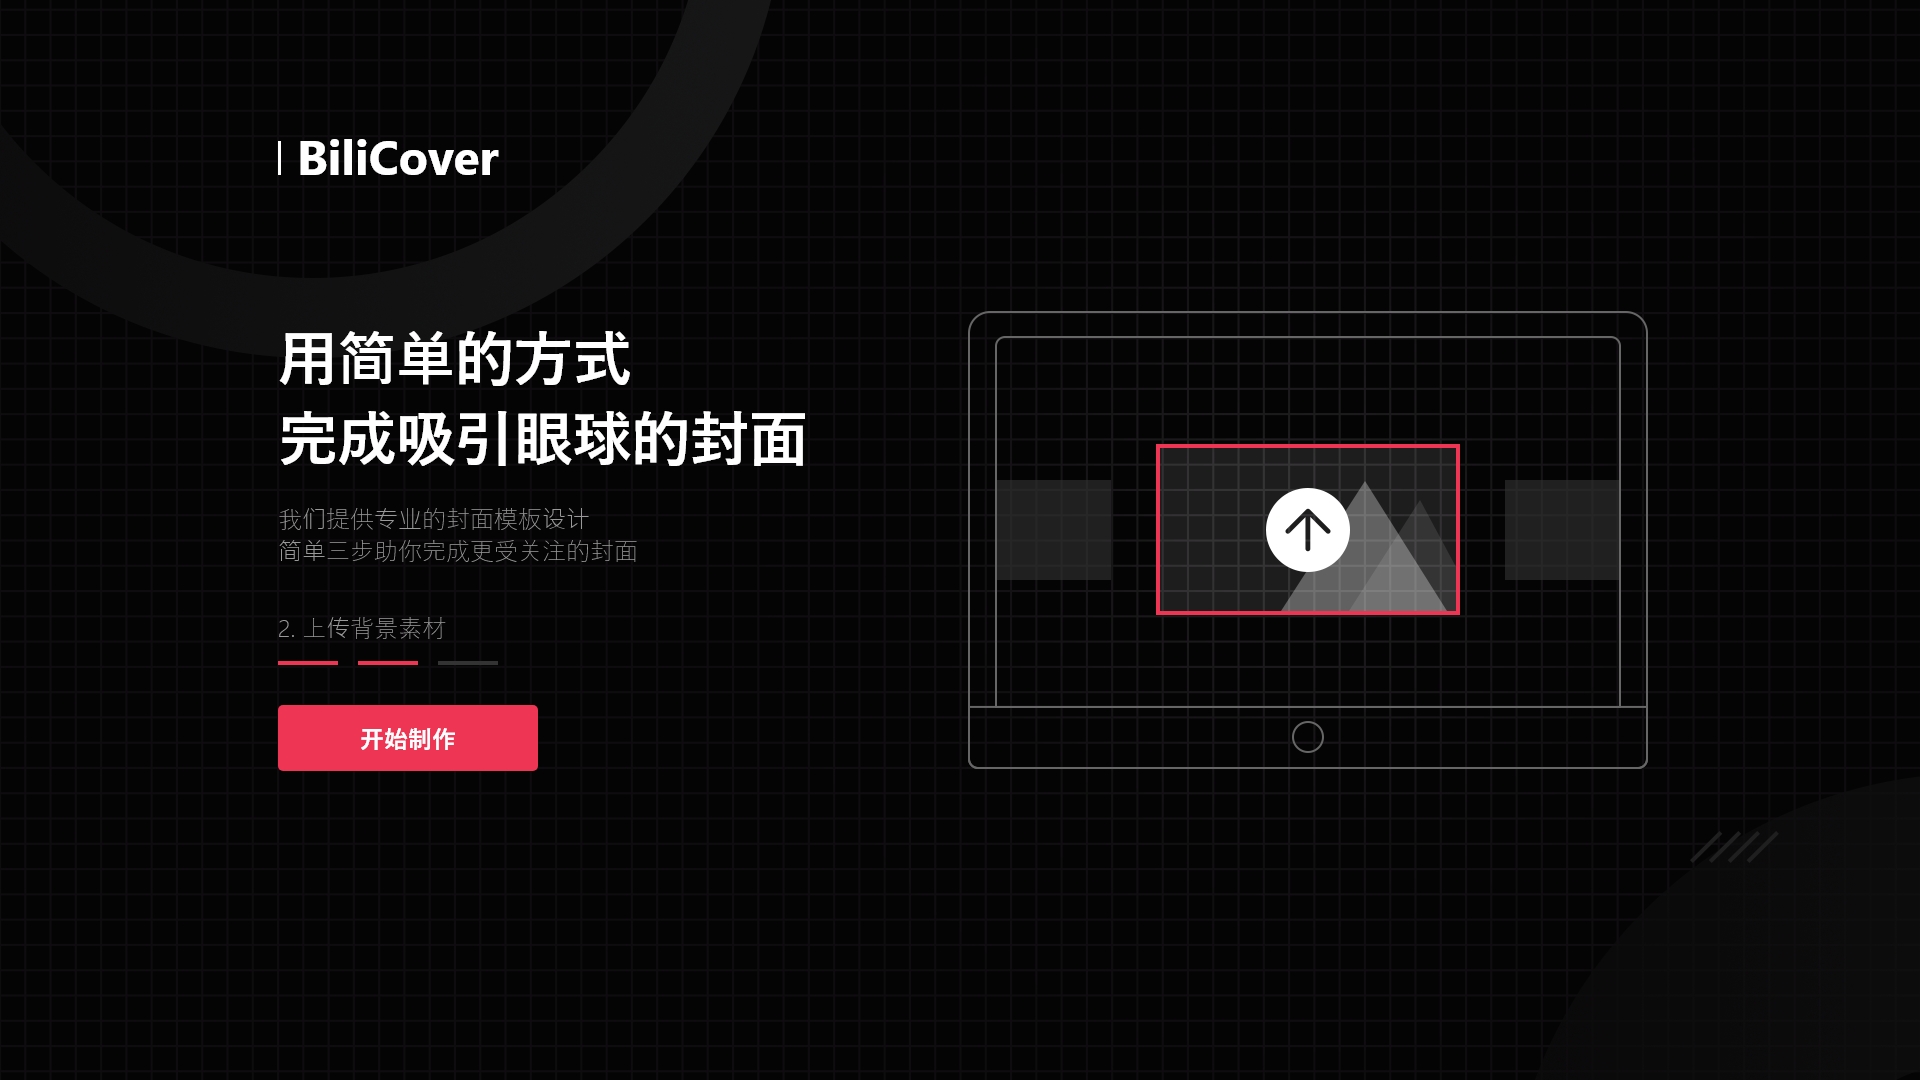 BiliCover
用简单的方式
完成吸引眼球的封面
我们提供专业的封面模板设计
简单三步助你完成更受关注的封面
2. 上传背景素材
开始制作